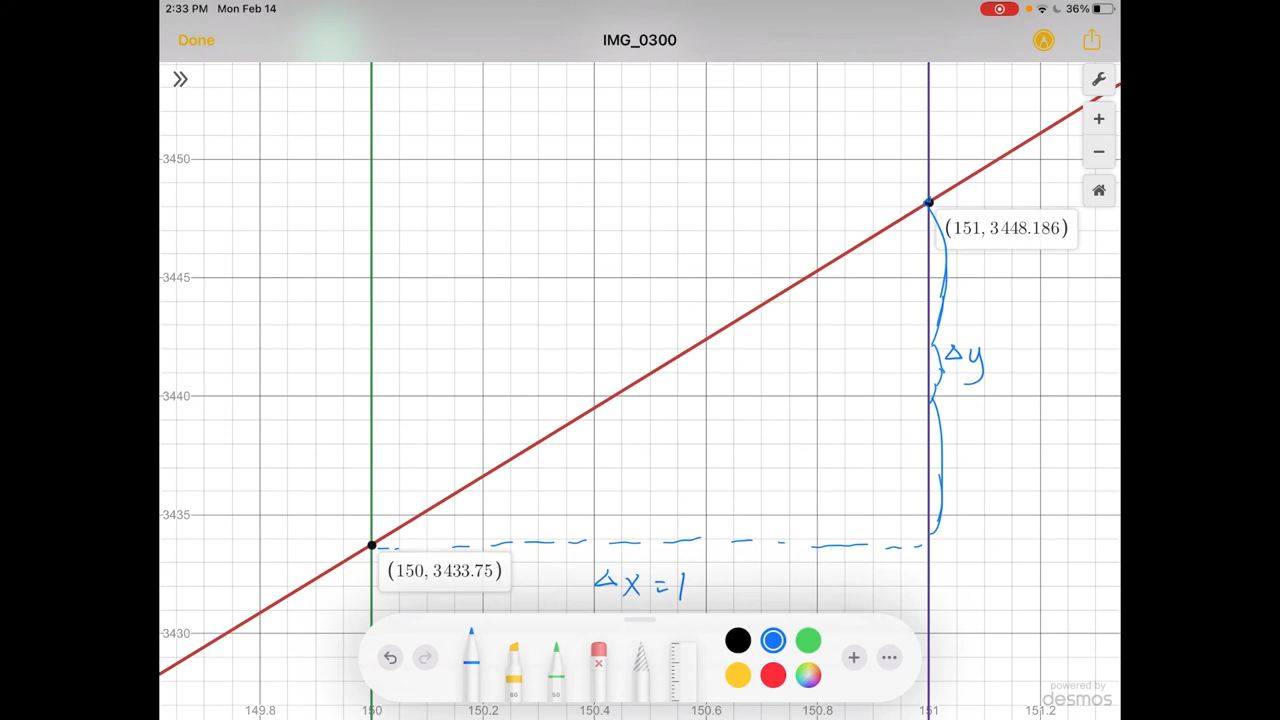 2:33 PM Mon Feb 14
36%
Done
IMG_0300
3450
(151, 3448.186)
3445
Δy
3440
3435
(150, 3433.75)
Δx = 1
3430
80
50
powered by
desmos
149.8 150 150.2 150.4 150.6 150.8 151 151.2